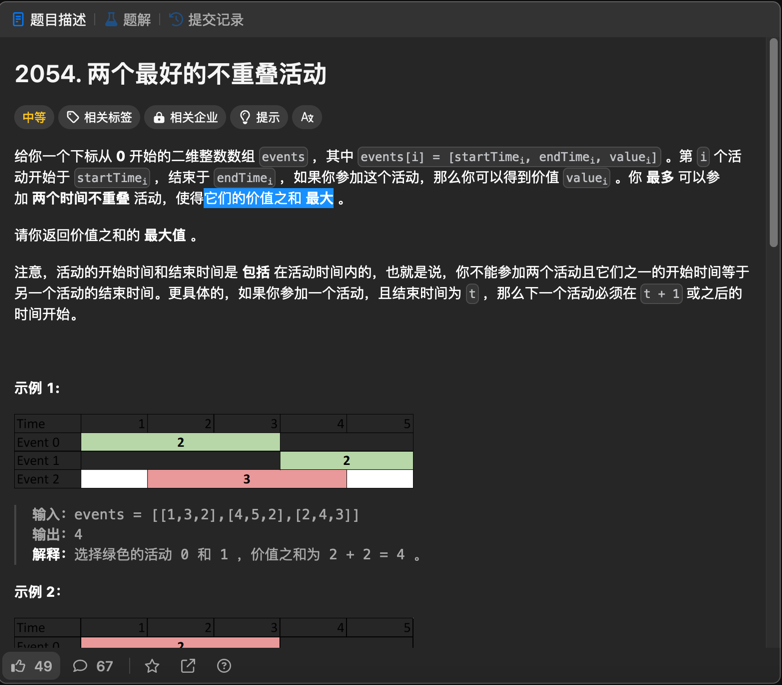 题目描述 题解 提交记录
2054. 两个最好的不重叠活动
中等 相关标签 相关企业 提示 Aぁ
给你一个下标从 0 开始的二维整数数组 events ，其中 events[i] = [startTimei, endTimei, valuei] 。第 i 个活
动开始于 startTimei ，结束于 endTimei ，如果你参加这个活动，那么你可以得到价值 valuei 。你 最多 可以参
加 两个时间不重叠 活动，使得它们的价值之和 最大 。
请你返回价值之和的 最大值 。
注意，活动的开始时间和结束时间是 包括 在活动时间内的，也就是说，你不能参加两个活动且它们之一的开始时间等于
另一个活动的结束时间。更具体的，如果你参加一个活动，且结束时间为 t ，那么下一个活动必须在 t + 1 或之后的
时间开始。
示例 1：
Time 1 2 3 4 5
Event 0 2
Event 1 2
Event 2 3
输入：events = [[1,3,2],[4,5,2],[2,4,3]]
输出：4
解释：选择绿色的活动 0 和 1 ，价值之和为 2 + 2 = 4 。
示例 2：
Time 1 2 3 4 5
Event 0 2
49 67